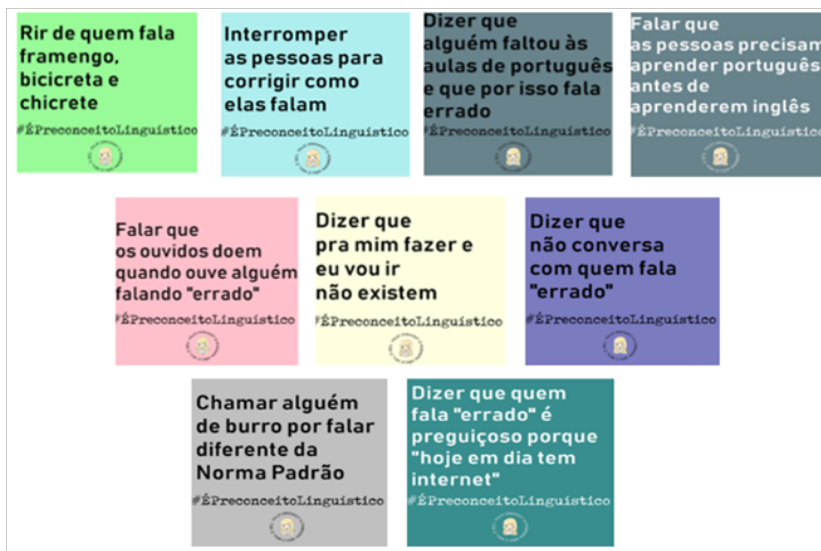 Rir de quem fala
framengo,
bicicreta e
chicrete
#ÉPreconceitoLinguístico
Interromper
as pessoas para
corrigir como
elas falam
#ÉPreconceitoLinguístico
Dizer que
alguém faltou às
aulas de português
e que por isso fala
errado
#ÉPreconceitoLinguístico
Falar que
as pessoas precisam
aprender português
antes de
aprenderem inglês
#ÉPreconceitoLinguístico
Falar que
os ouvidos doem
quando ouve alguém
falando "errado"
#ÉPreconceitoLinguístico
Dizer que
pra mim fazer e
eu vou ir
não existem
#ÉPreconceitoLinguístico
Dizer que
não conversa
com quem fala
"errado"
#ÉPreconceitoLinguístico
Chamar alguém
de burro por falar
diferente da
Norma Padrão
#ÉPreconceitoLinguístico
Dizer que quem
fala "errado" é
preguiçoso porque
"hoje em dia tem
internet"
#ÉPreconceitoLinguístico